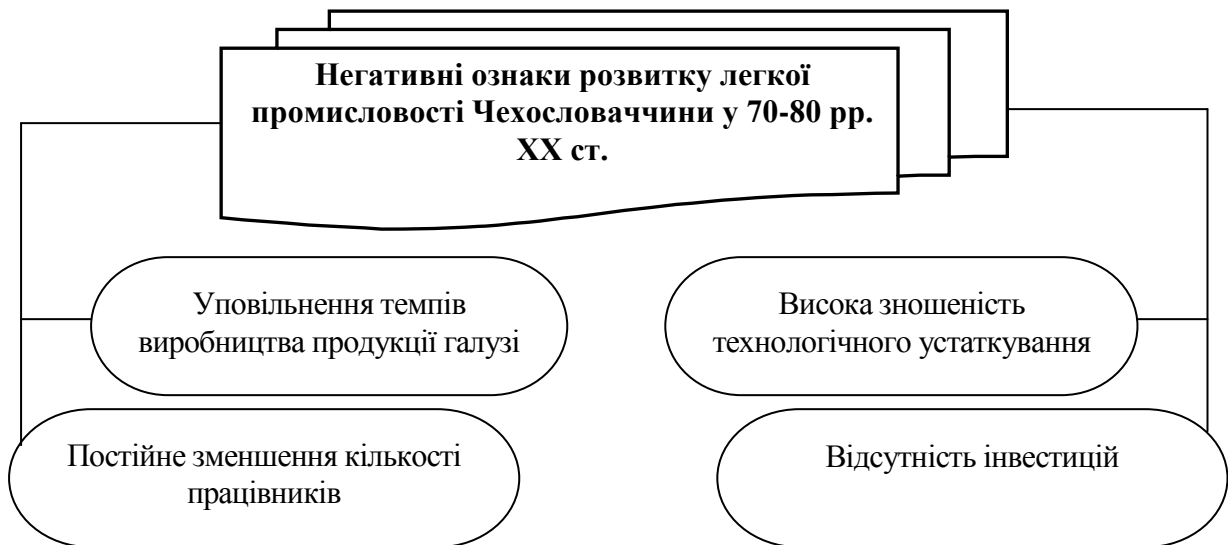 Негативні ознаки розвитку легкої
промисловості Чехословаччини у 70-80 рр.
ХХ ст.
Уповільнення темпів
виробництва продукції галузі
Висока зношеність
технологічного устаткування
Постійне зменшення кількості
працівників
Відсутність інвестицій